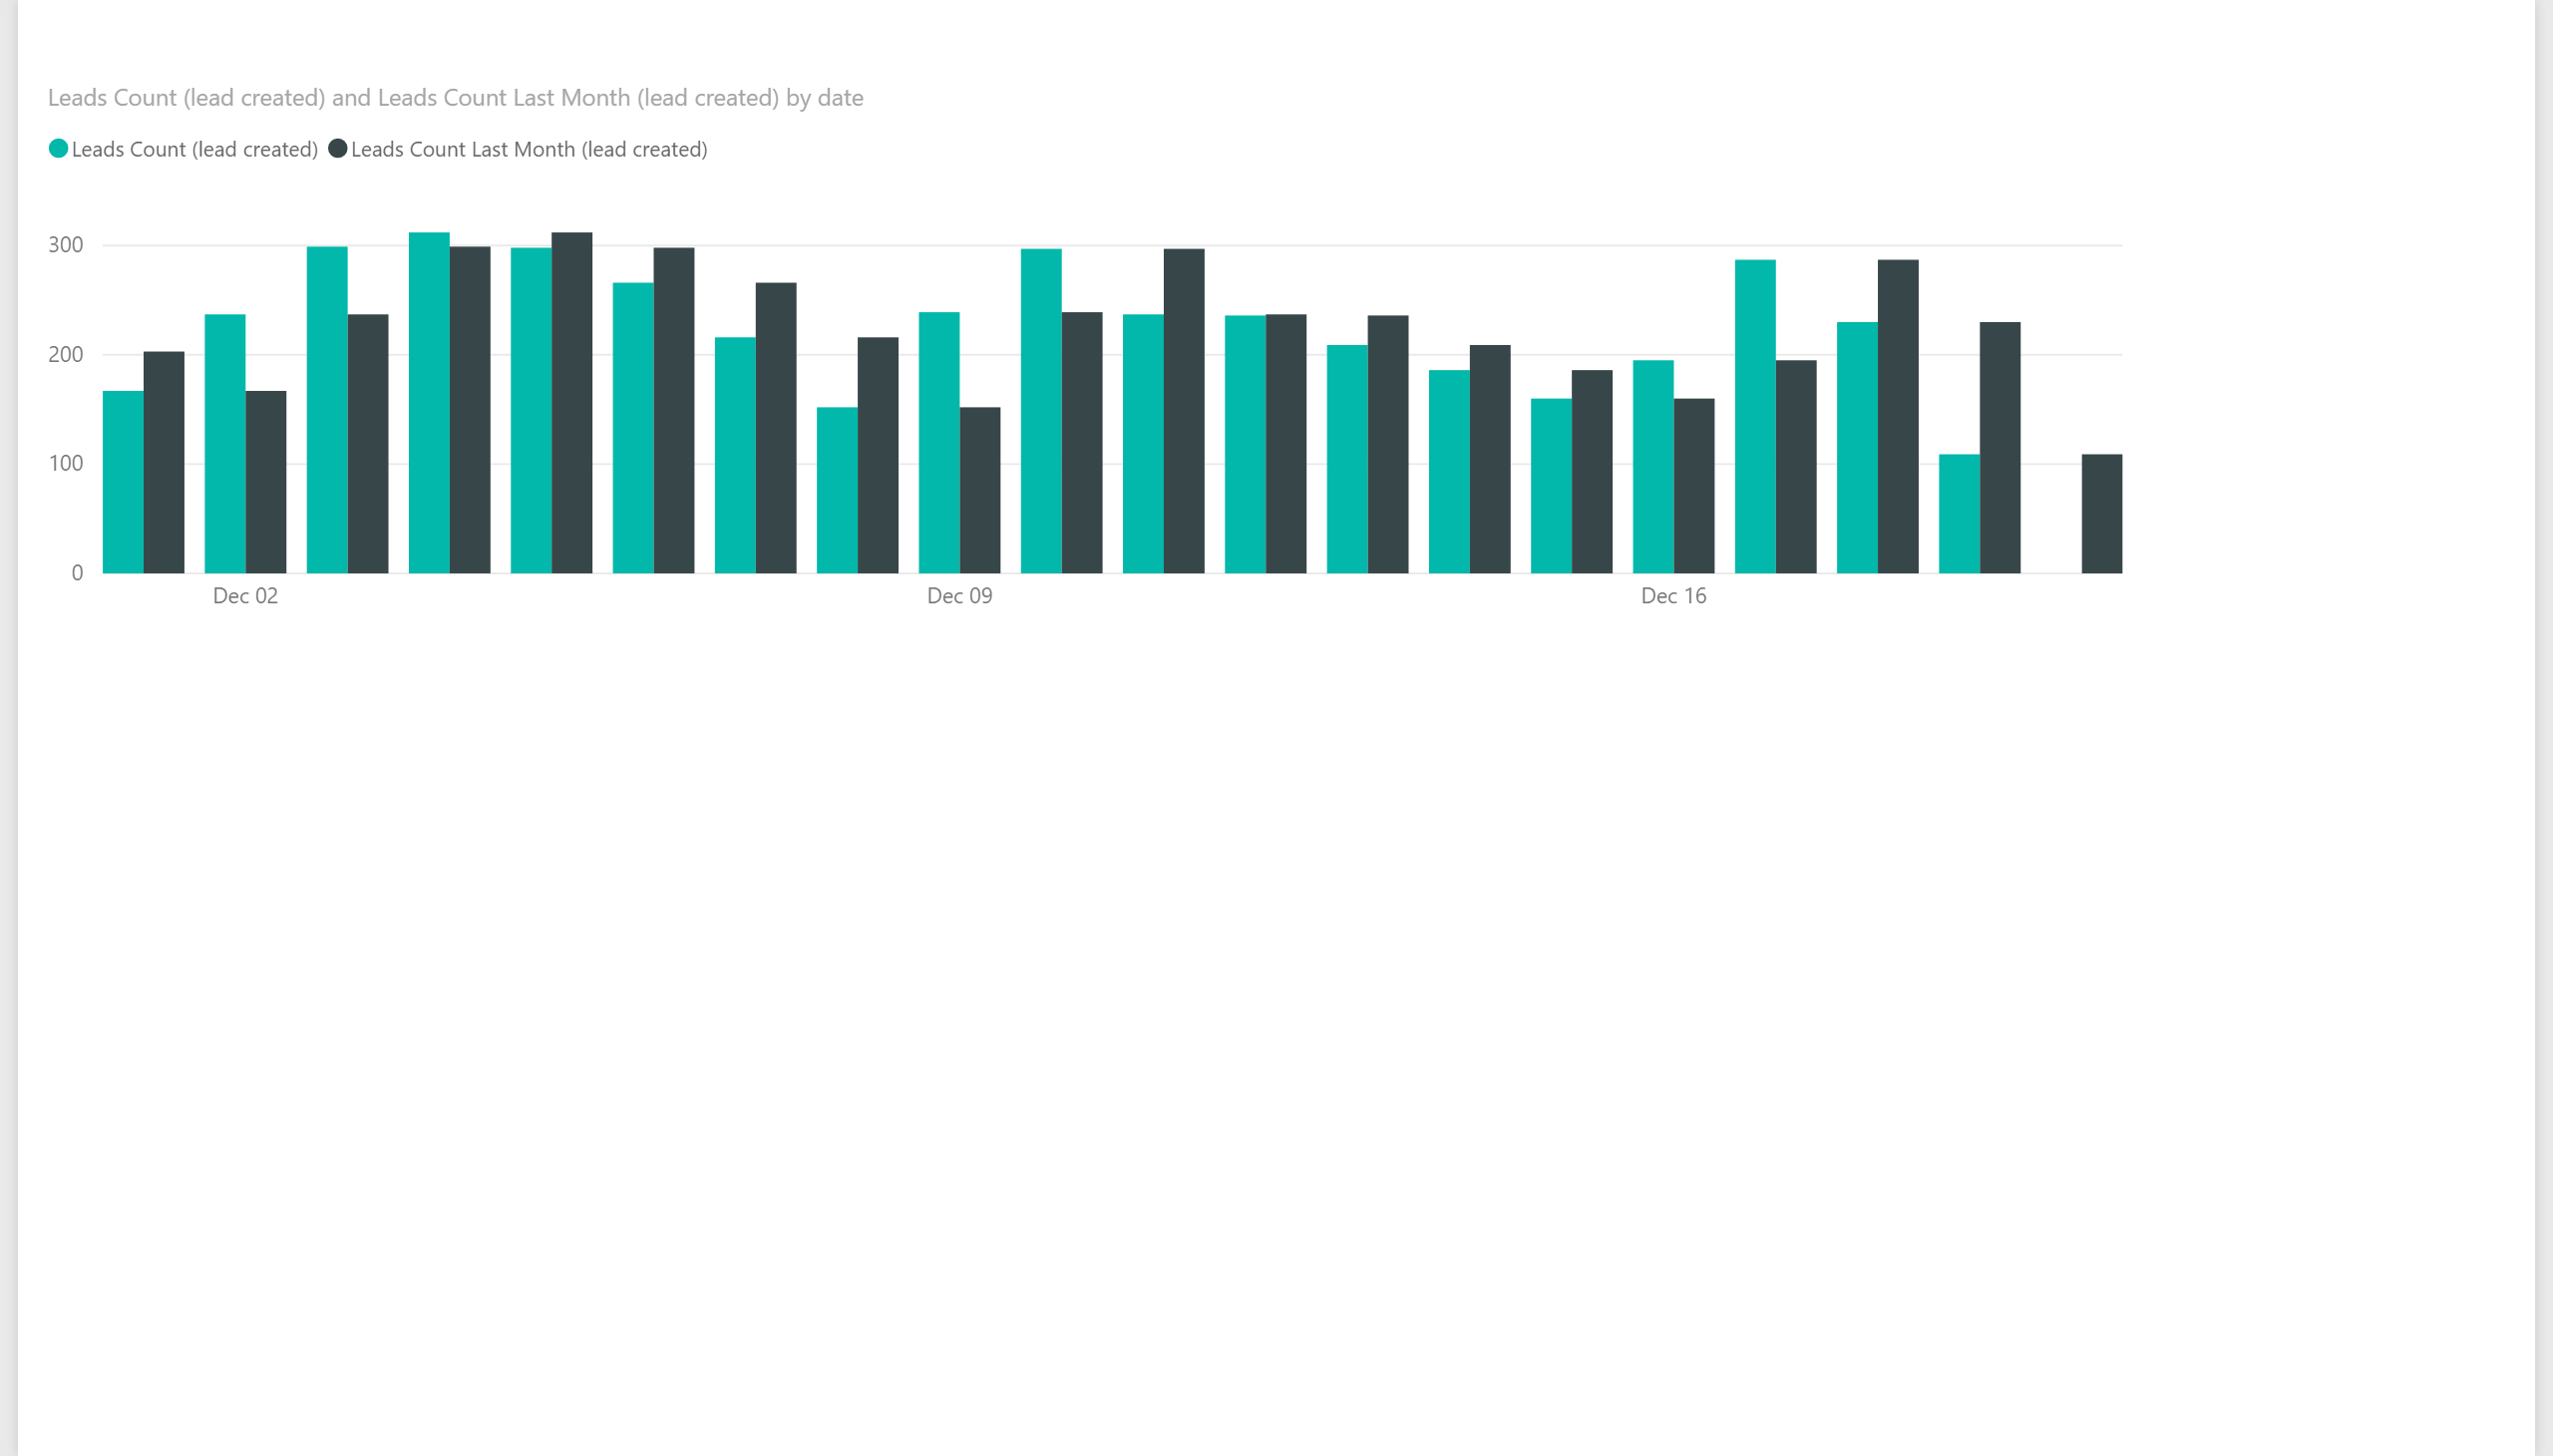 Leads Count (lead created) and Leads Count Last Month (lead created) by date
Leads Count (lead created) Leads Count Last Month (lead created)
300
200
100
0
Dec 02 Dec 09 Dec 16